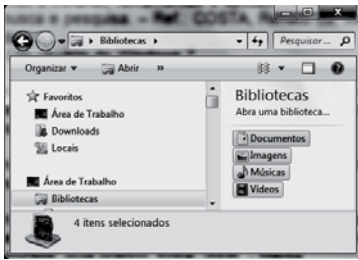 Bibliotecas
Pesquisar...
Organizar
Abrir
»
Favoritos
Área de Trabalho
Downloads
Locais
Área de Trabalho
Bibliotecas
Bibliotecas
Abra uma biblioteca...
Documentos
Imagens
Músicas
Vídeos
4 itens selecionados